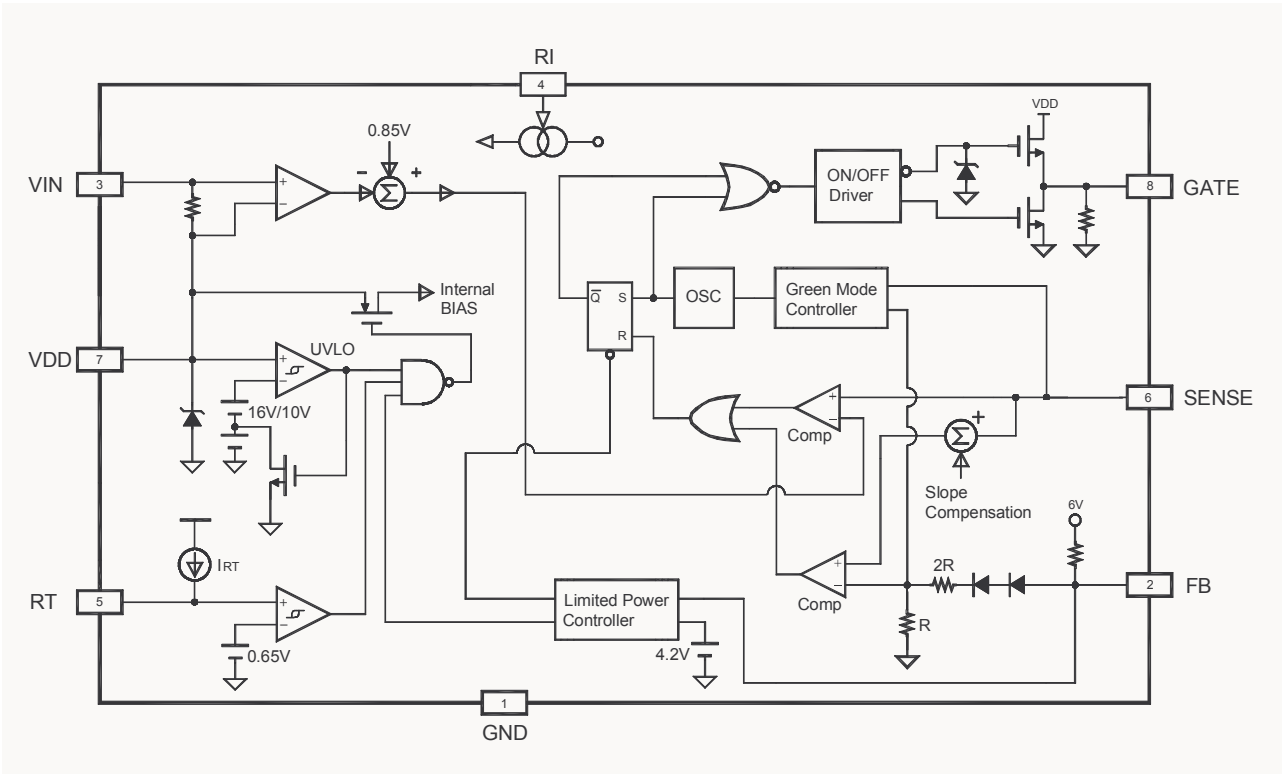 RI
4
VDD
0.85V
VIN
3
+
−
−
Σ
+
ON/OFF
Driver
8
GATE
Internal
BIAS
Q̅
S
R
OSC
Green Mode
Controller
VDD
7
UVLO
+
−
16V/10V
+
−
Comp
6
SENSE
Σ
+
Slope
Compensation
6V
IRT
RT
5
+
−
0.65V
Limited Power
Controller
4.2V
+
−
Comp
2R
R
2
FB
1
GND